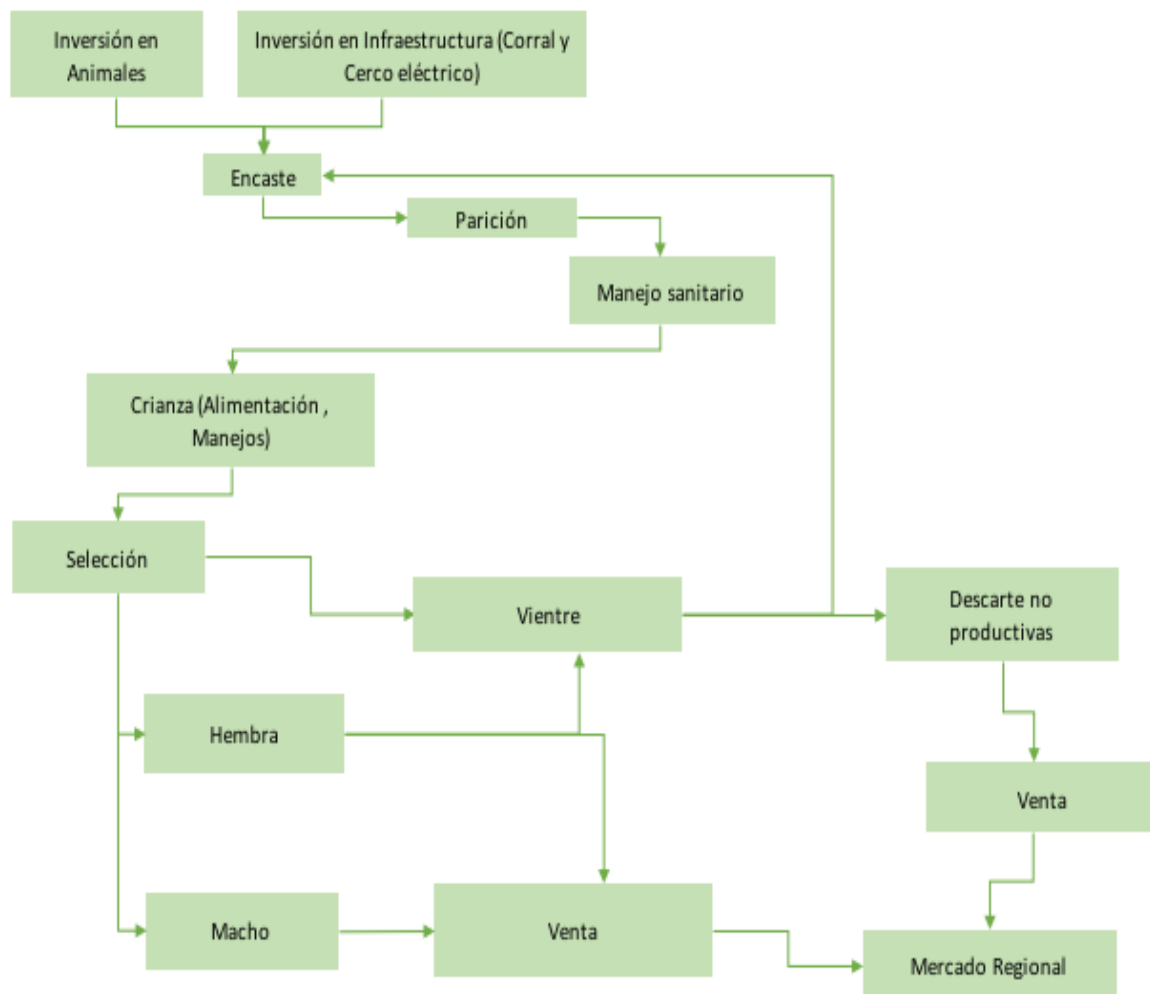 Inversión en
Animales
Inversión en Infraestructura (Corral y
Cerco eléctrico)
Encaste
Parición
Manejo sanitario
Crianza (Alimentación ,
Manejos)
Selección
Vientre
Descarte no
productivas
Hembra
Venta
Macho
Venta
Mercado Regional